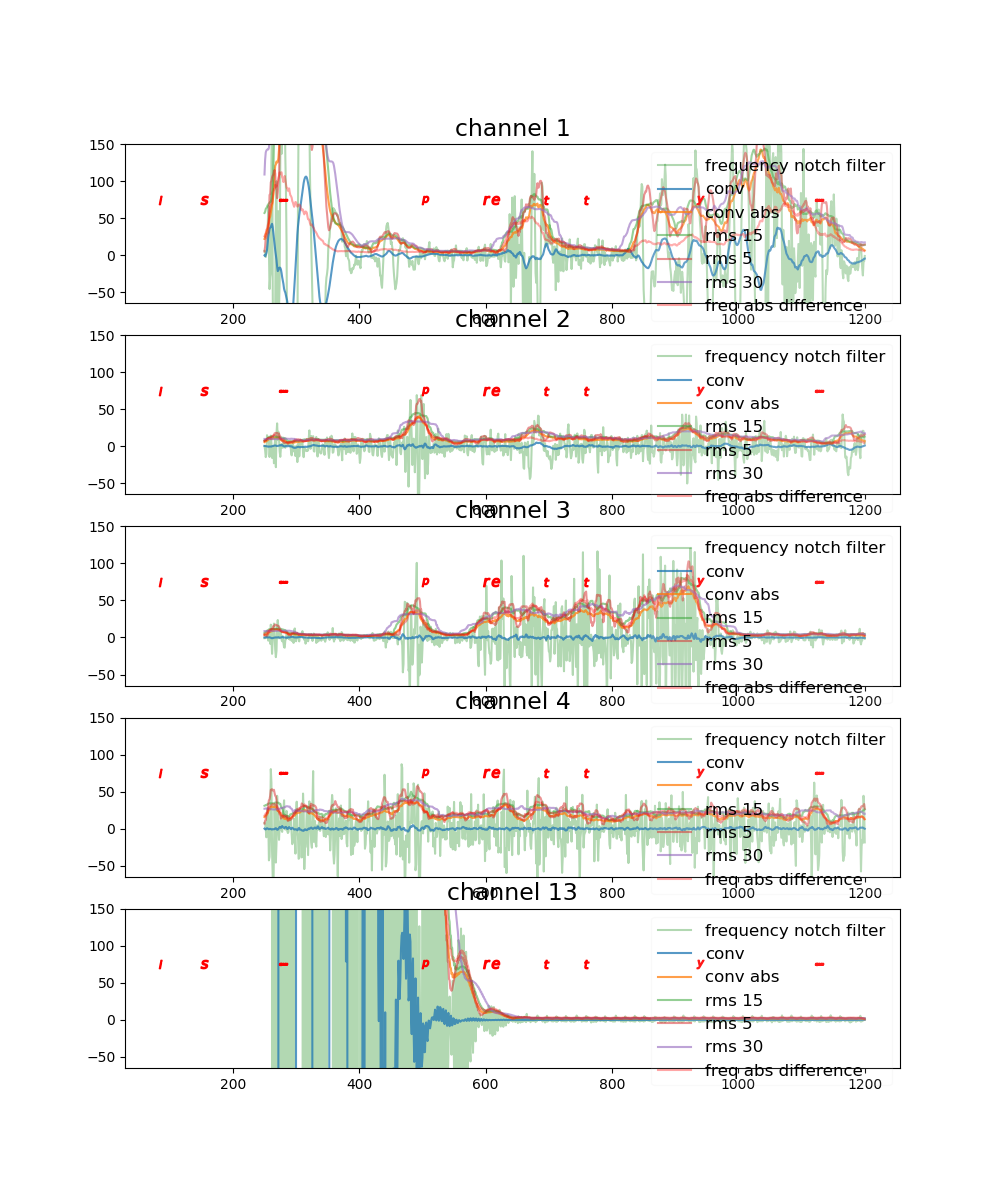 channel 1
150
100
50
0
−50
I s – p re t t y –
frequency notch filter
conv
conv abs
rms 15
rms 5
rms 30
freq abs difference
200 400 600 800 1000 1200
channel 2
150
100
50
0
−50
I s – p re t t y –
frequency notch filter
conv
conv abs
rms 15
rms 5
rms 30
freq abs difference
200 400 600 800 1000 1200
channel 3
150
100
50
0
−50
I s – p re t t y –
frequency notch filter
conv
conv abs
rms 15
rms 5
rms 30
freq abs difference
200 400 600 800 1000 1200
channel 4
150
100
50
0
−50
I s – p re t t y –
frequency notch filter
conv
conv abs
rms 15
rms 5
rms 30
freq abs difference
200 400 600 800 1000 1200
channel 13
150
100
50
0
−50
I s – p re t t y –
frequency notch filter
conv
conv abs
rms 15
rms 5
rms 30
freq abs difference
200 400 600 800 1000 1200